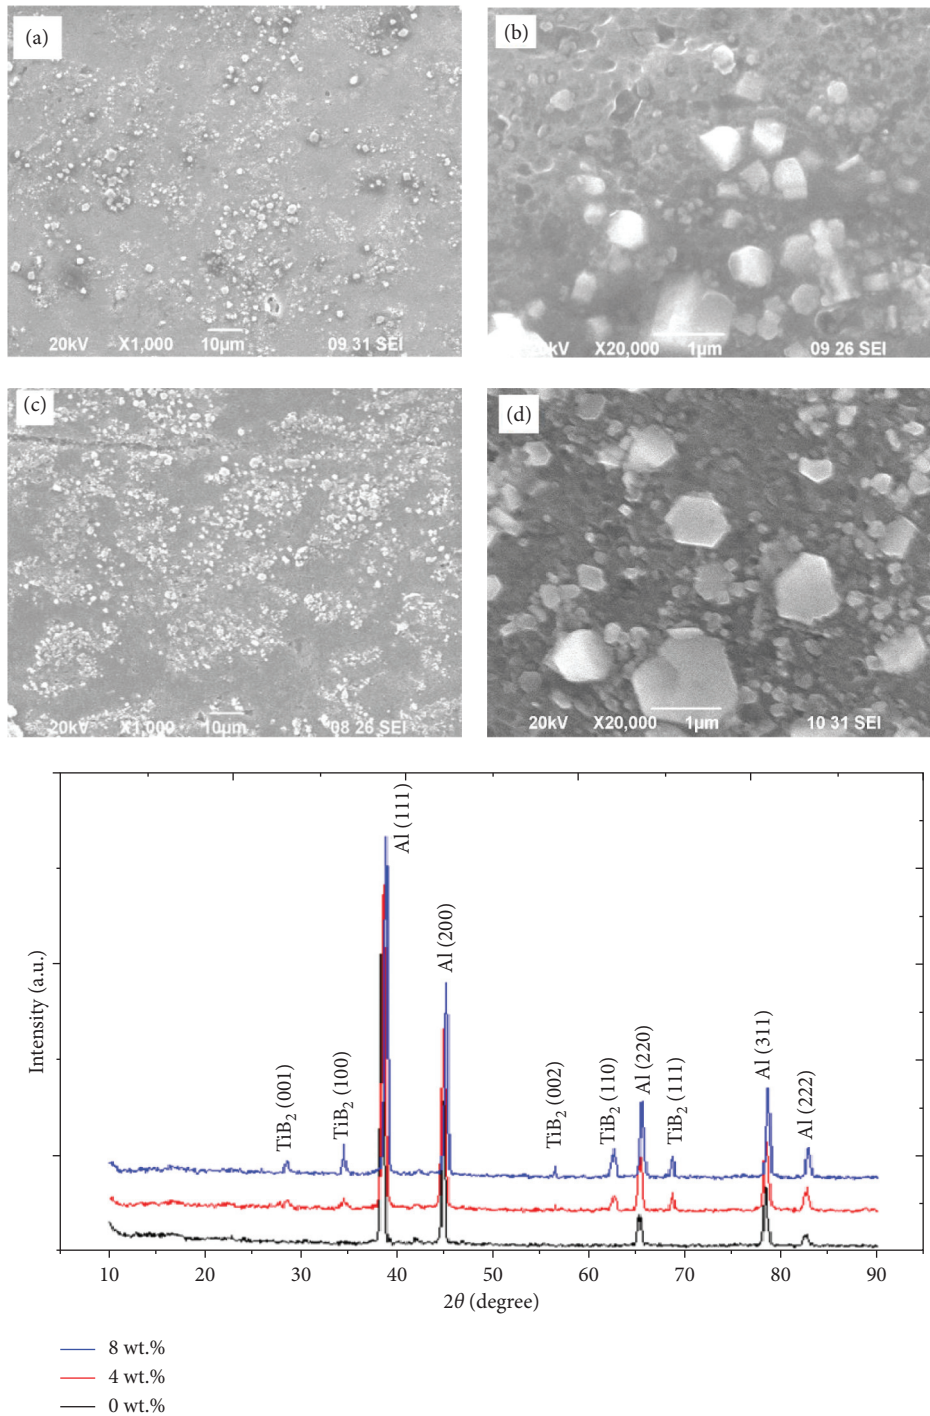 (a)
20kV X1,000 10μm 09 31 SEI
(b)
20kV X20,000 1μm 09 26 SEI
(c)
20kV X1,000 10μm 08 26 SEI
(d)
20kV X20,000 1μm 10 31 SEI
Intensity (a.u.)
TiB₂ (001)
TiB₂ (100)
Al (111)
Al (200)
TiB₂ (002)
TiB₂ (110)
Al (220)
TiB₂ (111)
Al (311)
Al (222)
10 20 30 40 50 60 70 80 90
2θ (degree)
8 wt.%
4 wt.%
0 wt.%